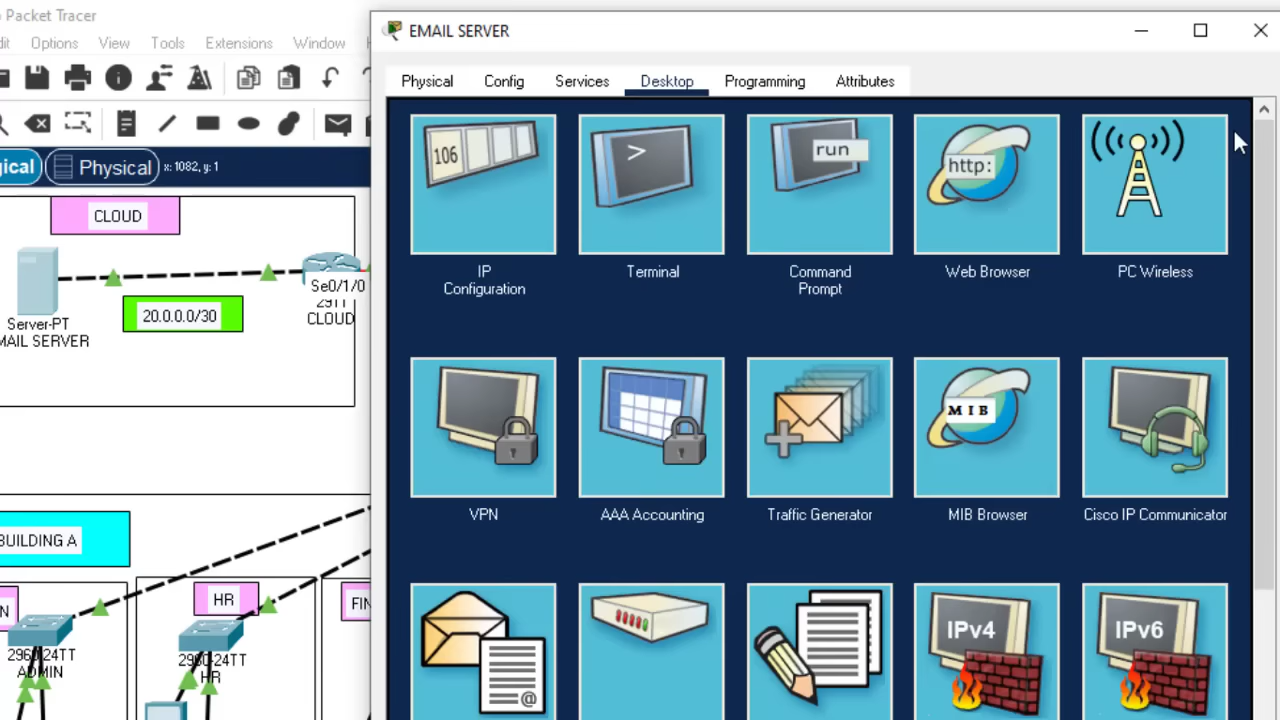 Packet Tracer
Options View Tools Extensions Window
Physical x: 1082, y: 1
CLOUD
Server-PT
MAIL SERVER
20.0.0.0/30
Se0/1/0
CLOUD
BUILDING A
HR
2960-24TT
ADMIN
2960-24TT
HR
EMAIL SERVER
Physical Config Services Desktop Programming Attributes
106
>
run
http:
IP
Configuration
Terminal
Command
Prompt
Web Browser
PC Wireless
MIB
VPN
AAA Accounting
Traffic Generator
MIB Browser
Cisco IP Communicator
@
IPv4
IPv6